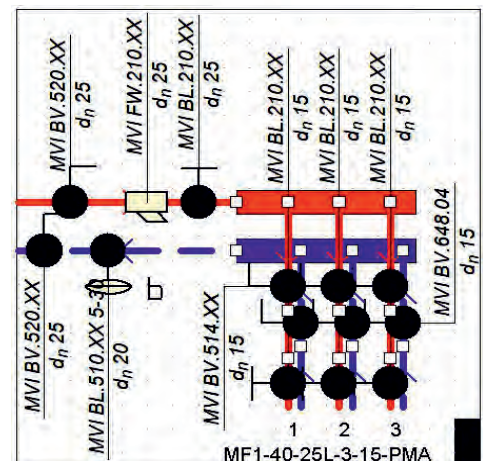 MVI BV.520.XX
dn 25
MVI FW.210.XX
dn 25
MVI BL.210.XX
dn 25
MVI BL.210.XX
dn 15
MVI BL.210.XX
dn 15
MVI BL.210.XX
dn 15
MVI BV.648.04
dn 15
MVI BV.520.XX
dn 25
MVI BL.510.XX 5-3
dn 20
MVI BV.514.XX
dn 15
1 2 3
MF1-40-25L-3-15-PMA